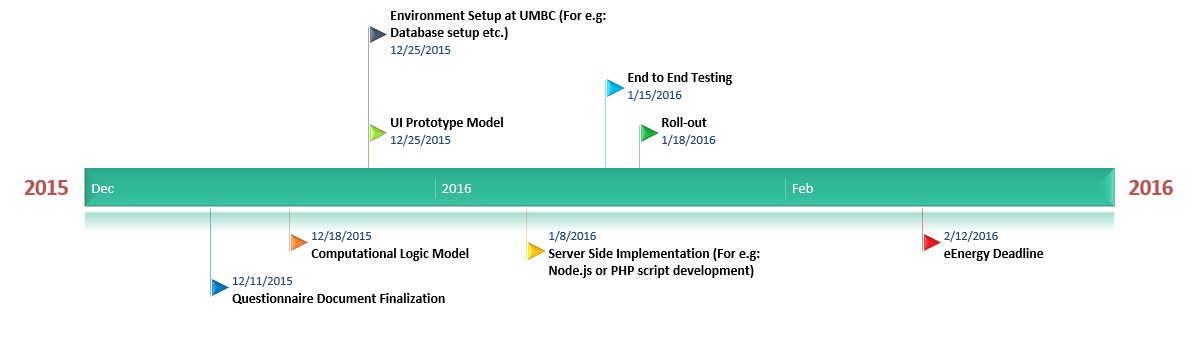 Environment Setup at UMBC (For e.g:
Database setup etc.)
12/25/2015
End to End Testing
1/15/2016
UI Prototype Model
12/25/2015
Roll-out
1/18/2016
2015
Dec
2016
Feb
2016
12/18/2015
Computational Logic Model
1/8/2016
Server Side Implementation (For e.g:
Node.js or PHP script development)
2/12/2016
eEnergy Deadline
12/11/2015
Questionnaire Document Finalization